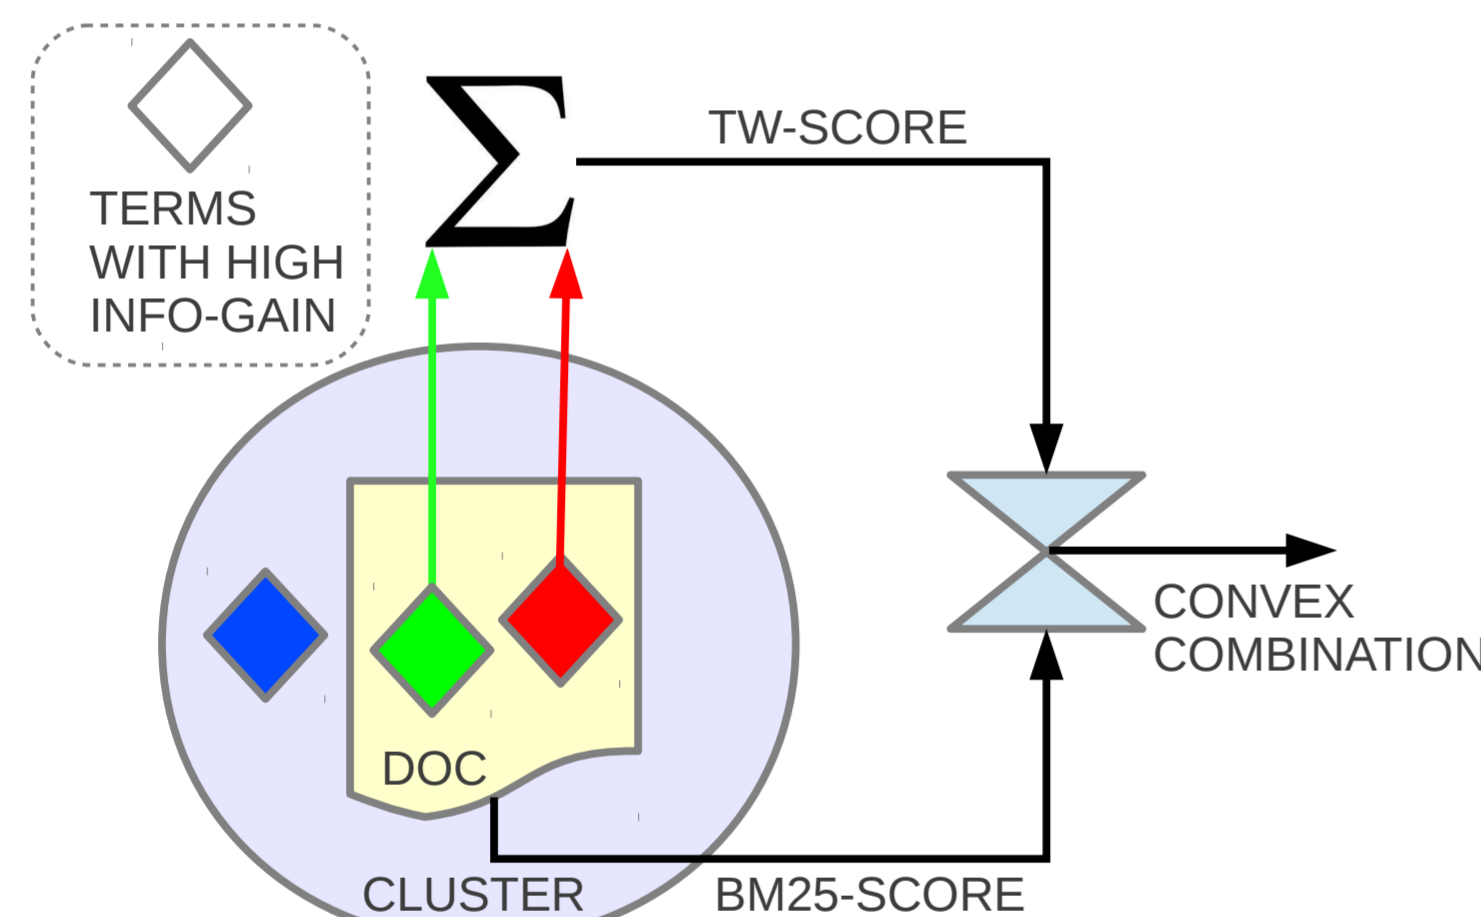 TERMS
WITH HIGH
INFO-GAIN
Σ
TW-SCORE
CONVEX
COMBINATION
DOC
CLUSTER
BM25-SCORE